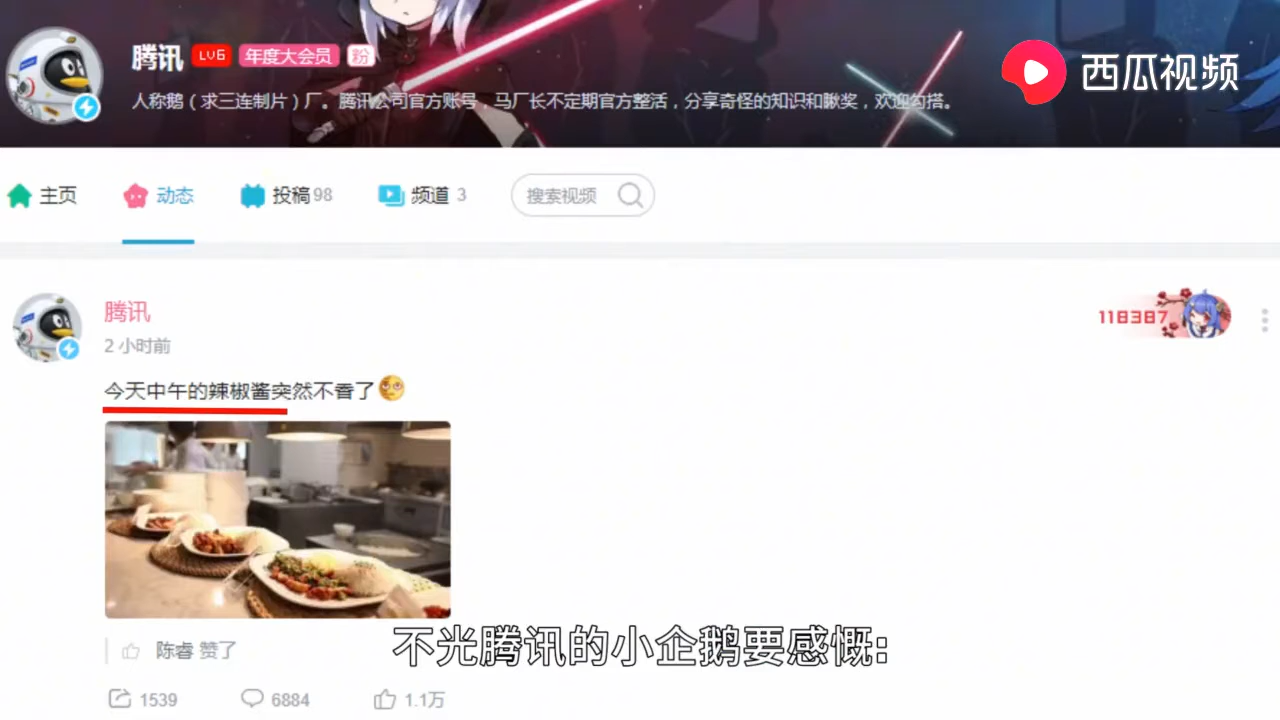 腾讯 LV6 年度大会员 粉
人称鹅（求三连制片）厂。腾讯公司官方账号，马厂长不定期官方整活，分享奇怪的知识和瞅奖，欢迎勾搭。
西瓜视频
主页 动态 投稿 98 频道 3 搜索视频
腾讯
2 小时前
118387
今天中午的辣椒酱突然不香了
陈睿 赞了
不光腾讯的小企鹅要感慨:
1539 6884 1.1万